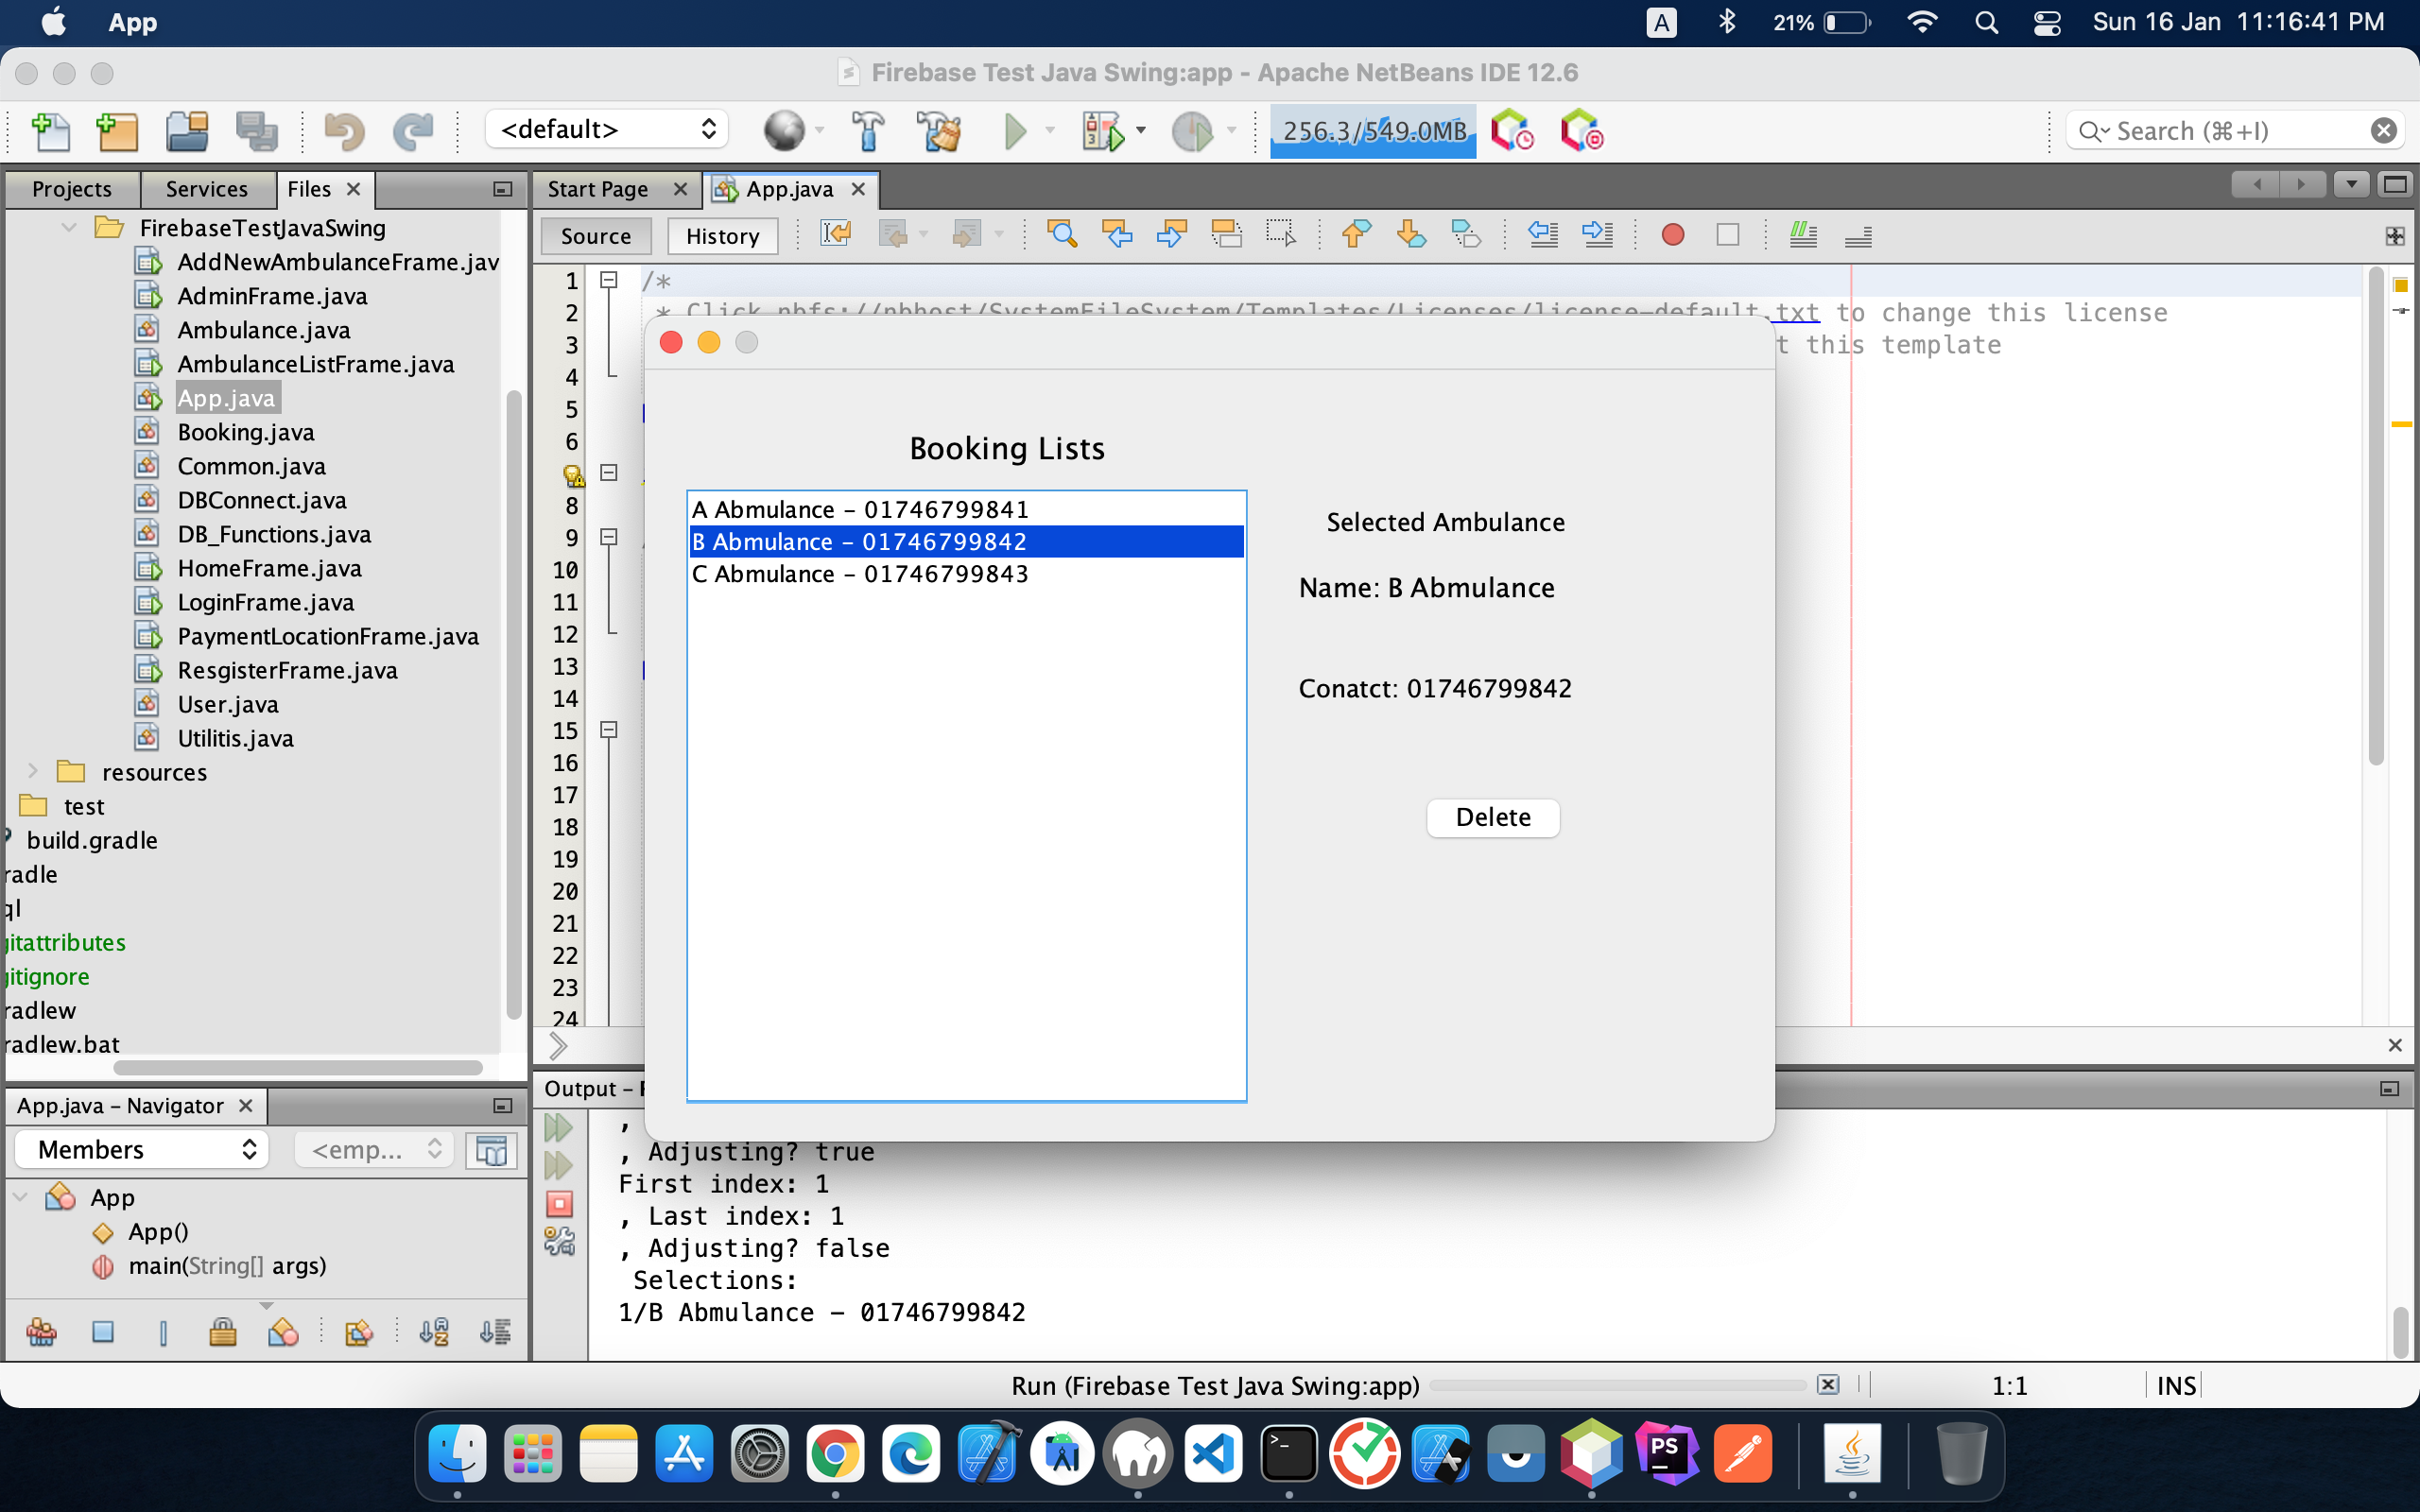 App
A
21%
Sun 16 Jan 11:16:41 PM
Firebase Test Java Swing:app - Apache NetBeans IDE 12.6
<default>
256.3/549.0MB
Search (⌘+I)
Projects
Services
Files
Start Page
App.java
Source
History
FirebaseTestJavaSwing
AddNewAmbulanceFrame.jav
AdminFrame.java
Ambulance.java
AmbulanceListFrame.java
App.java
Booking.java
Common.java
DBConnect.java
DB_Functions.java
HomeFrame.java
LoginFrame.java
PaymentLocationFrame.java
ResgisterFrame.java
User.java
Utilitis.java
resources
test
build.gradle
radle
ql
gitattributes
gitignore
radlew
radlew.bat
1
2
3
4
5
6
8
9
10
11
12
13
14
15
16
17
18
19
20
21
22
23
24
/*
* Click nbfs://nbhost/SystemFileSystem/Templates/Licenses/license-default.txt to change this license
t this template
Booking Lists
A Abmulance - 01746799841
B Abmulance - 01746799842
C Abmulance - 01746799843
Selected Ambulance
Name: B Abmulance
Conatct: 01746799842
Delete
App.java - Navigator
Members
<emp...
App
App()
main(String[] args)
Output -
,
, Adjusting? true
First index: 1
, Last index: 1
, Adjusting? false
Selections:
1/B Abmulance - 01746799842
Run (Firebase Test Java Swing:app)
1:1
INS
PS